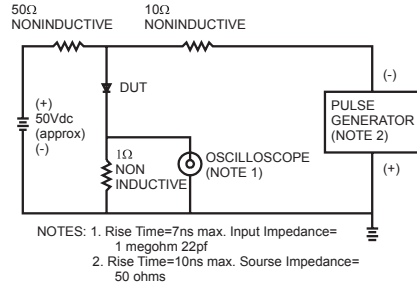 50Ω
NONINDUCTIVE
10Ω
NONINDUCTIVE
(+)
50Vdc
(approx)
(-)
DUT
1Ω
NON
INDUCTIVE
OSCILLOSCOPE
(NOTE 1)
(-)
PULSE
GENERATOR
(NOTE 2)
(+)
NOTES: 1. Rise Time=7ns max. Input Impedance=
1 megohm 22pf
2. Rise Time=10ns max. Sourse Impedance=
50 ohms